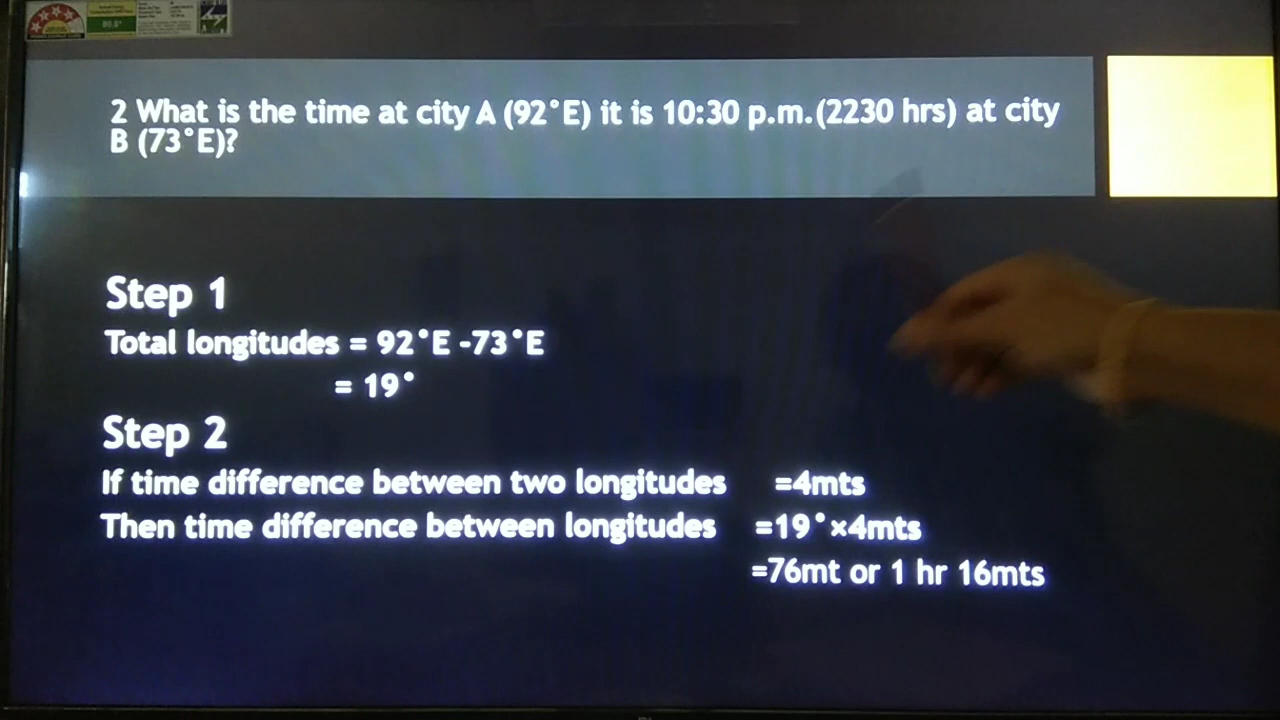 2 What is the time at city A (92°E) it is 10:30 p.m.(2230 hrs) at city
B (73°E)?
Step 1
Total longitudes = 92°E -73°E
= 19°
Step 2
If time difference between two longitudes =4mts
Then time difference between longitudes =19°×4mts
=76mt or 1 hr 16mts